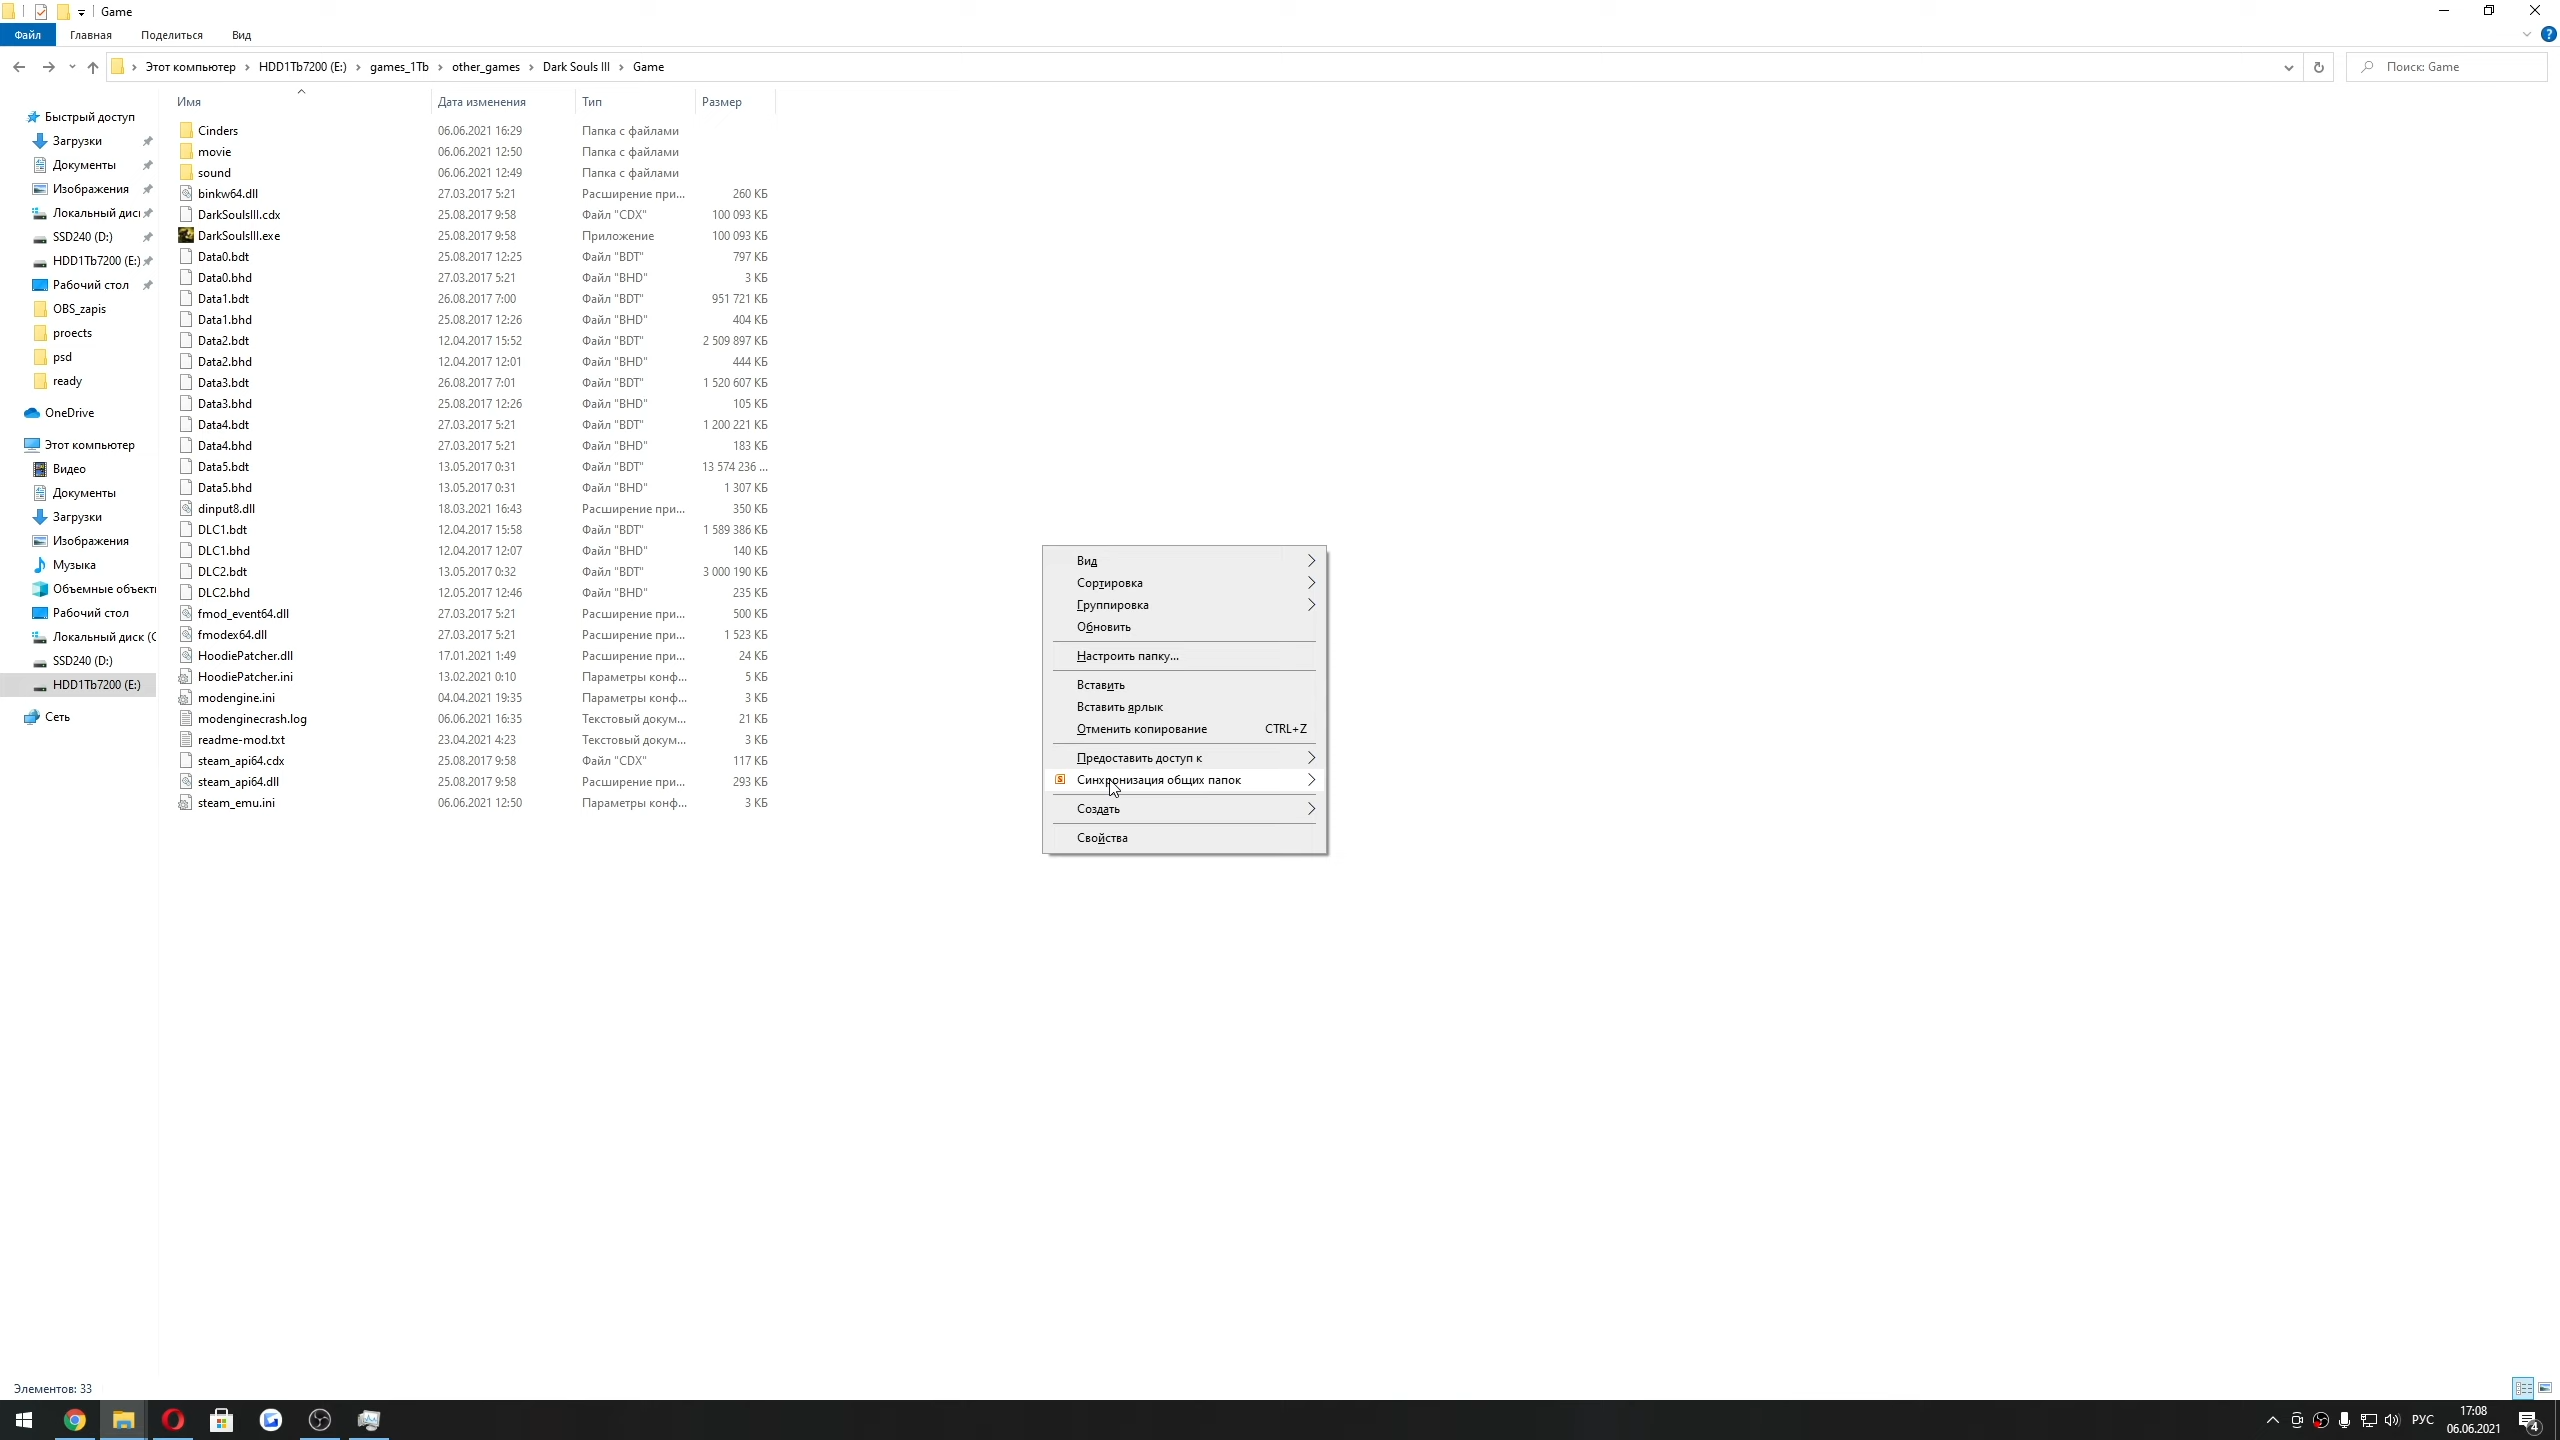 Game
Файл Главная Поделиться Вид
Этот компьютер HDD1Tb7200 (E:) games_1Tb other_games Dark Souls III Game Поиск: Game
Быстрый доступ
Загрузки
Документы
Изображения
Локальный дис
SSD240 (D:)
HDD1Tb7200 (E:)
Рабочий стол
OBS_zapis
proects
psd
ready
OneDrive
Этот компьютер
Видео
Документы
Загрузки
Изображения
Музыка
Объемные объект
Рабочий стол
Локальный диск (C
SSD240 (D:)
HDD1Tb7200 (E:)
Сеть
Имя Дата изменения Тип Размер
Cinders 06.06.2021 16:29 Папка с файлами
movie 06.06.2021 12:50 Папка с файлами
sound 06.06.2021 12:49 Папка с файлами
binkw64.dll 27.03.2017 5:21 Расширение при... 260 КБ
DarkSoulsIII.cdx 25.08.2017 9:58 Файл "CDX" 100 093 КБ
DarkSoulsIII.exe 25.08.2017 9:58 Приложение 100 093 КБ
Data0.bdt 25.08.2017 12:25 Файл "BDT" 797 КБ
Data0.bhd 27.03.2017 5:21 Файл "BHD" 3 КБ
Data1.bdt 26.08.2017 7:00 Файл "BDT" 951 721 КБ
Data1.bhd 25.08.2017 12:26 Файл "BHD" 404 КБ
Data2.bdt 12.04.2017 15:52 Файл "BDT" 2 509 897 КБ
Data2.bhd 12.04.2017 12:01 Файл "BHD" 444 КБ
Data3.bdt 26.08.2017 7:01 Файл "BDT" 1 520 607 КБ
Data3.bhd 25.08.2017 12:26 Файл "BHD" 105 КБ
Data4.bdt 27.03.2017 5:21 Файл "BDT" 1 200 221 КБ
Data4.bhd 27.03.2017 5:21 Файл "BHD" 183 КБ
Data5.bdt 13.05.2017 0:31 Файл "BDT" 13 574 236 ...
Data5.bhd 13.05.2017 0:31 Файл "BHD" 1 307 КБ
dinput8.dll 18.03.2021 16:43 Расширение при... 350 КБ
DLC1.bdt 12.04.2017 15:58 Файл "BDT" 1 589 386 КБ
DLC1.bhd 12.04.2017 12:07 Файл "BHD" 140 КБ
DLC2.bdt 13.05.2017 0:32 Файл "BDT" 3 000 190 КБ
DLC2.bhd 12.05.2017 12:46 Файл "BHD" 235 КБ
fmod_event64.dll 27.03.2017 5:21 Расширение при... 500 КБ
fmodex64.dll 27.03.2017 5:21 Расширение при... 1 523 КБ
HoodiePatcher.dll 17.01.2021 1:49 Расширение при... 24 КБ
HoodiePatcher.ini 13.02.2021 0:10 Параметры конф... 5 КБ
modengine.ini 04.04.2021 19:35 Параметры конф... 3 КБ
modenginecrash.log 06.06.2021 16:35 Текстовый докум... 21 КБ
readme-mod.txt 23.04.2021 4:23 Текстовый докум... 3 КБ
steam_api64.cdx 25.08.2017 9:58 Файл "CDX" 117 КБ
steam_api64.dll 25.08.2017 9:58 Расширение при... 293 КБ
steam_emu.ini 06.06.2021 12:50 Параметры конф... 3 КБ
Вид
Сортировка
Группировка
Обновить
Настроить папку...
Вставить
Вставить ярлык
Отменить копирование CTRL+Z
Предоставить доступ к
S Синхронизация общих папок
Создать
Свойства
Элементов: 33
РУС 17:08
06.06.2021
4